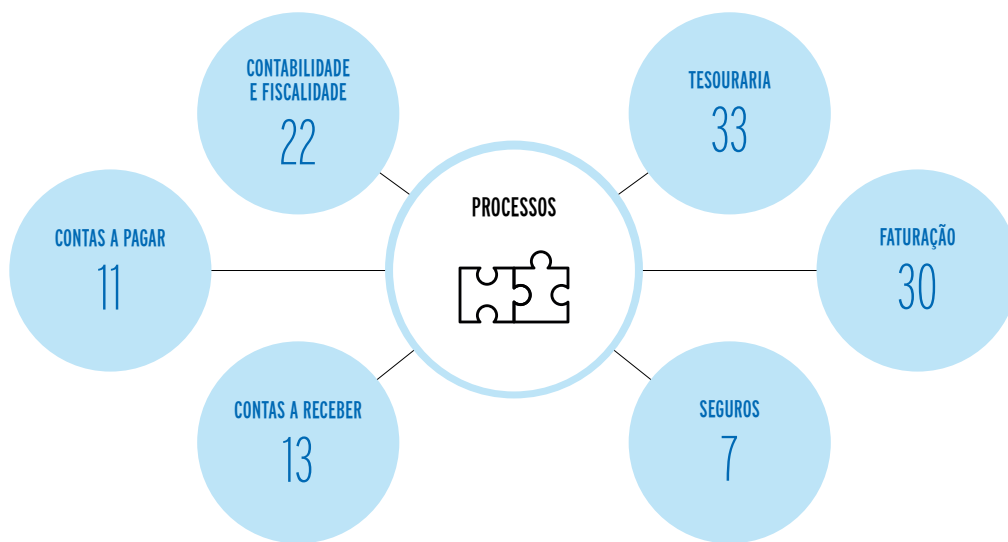 CONTABILIDADE
E FISCALIDADE
22
TESOURARIA
33
PROCESSOS
CONTAS A PAGAR
11
FATURAÇÃO
30
CONTAS A RECEBER
13
SEGUROS
7